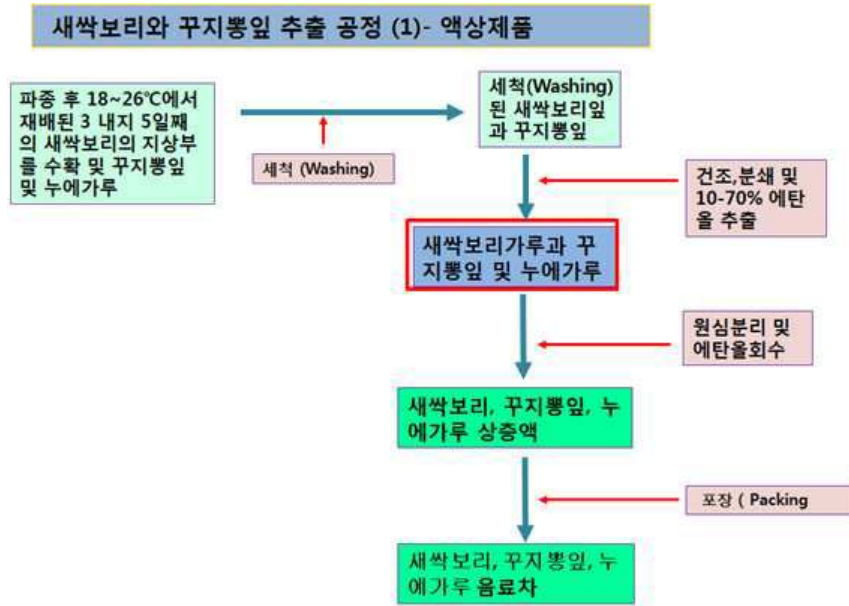 새싹보리와 꾸지뽕잎 추출 공정 (1)- 액상제품
파종 후 18~26℃에서
재배된 3 내지 5일째
의 새싹보리의 지상부
를 수확 및 꾸지뽕잎
및 누에가루
세척 (Washing)
세척(Washing)
된 새싹보리잎
과 꾸지뽕잎
건조,분쇄 및
10-70% 에탄
올 추출
새싹보리가루과 꾸
지뽕잎 및 누에가루
원심분리 및
에탄올회수
새싹보리, 꾸지뽕잎, 누
에가루 상증액
포장 ( Packing
새싹보리, 꾸지뽕잎, 누
에가루 음료차